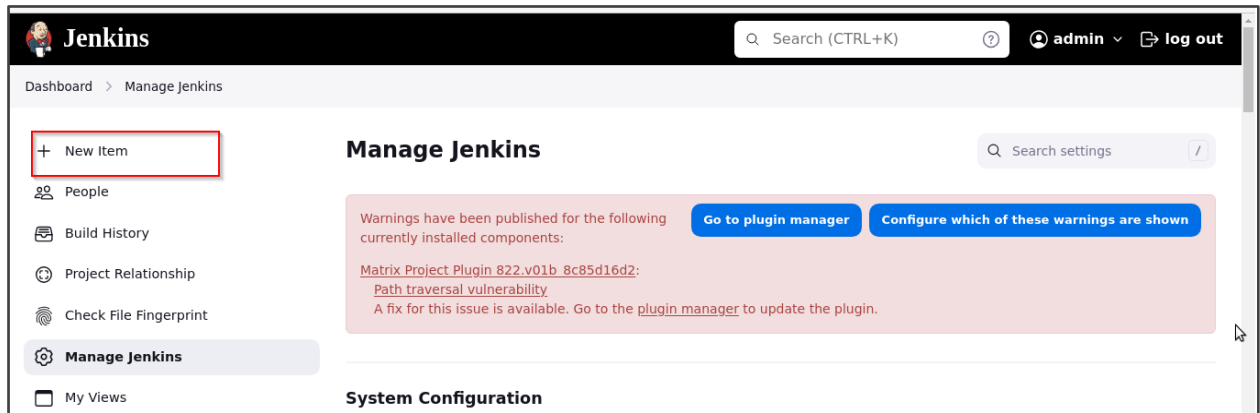 Jenkins
Search (CTRL+K)
?
admin
log out
Dashboard > Manage Jenkins
New Item
People
Build History
Project Relationship
Check File Fingerprint
Manage Jenkins
My Views
Manage Jenkins
Search settings
/
Warnings have been published for the following
currently installed components:
Go to plugin manager
Configure which of these warnings are shown
Matrix Project Plugin 822.v01b_8c85d16d2:
Path traversal vulnerability
A fix for this issue is available. Go to the plugin manager to update the plugin.
System Configuration